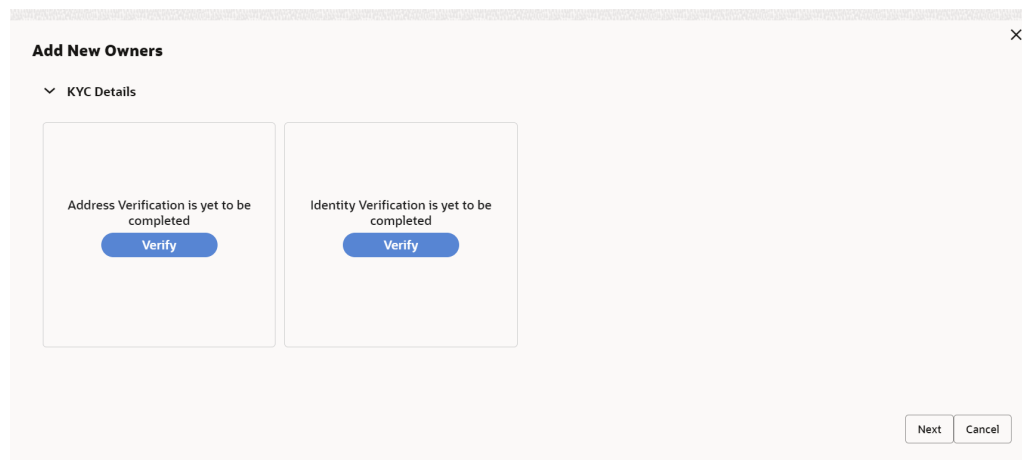 Add New Owners
KYC Details
Address Verification is yet to be
completed
Verify
Identity Verification is yet to be
completed
Verify
Next
Cancel